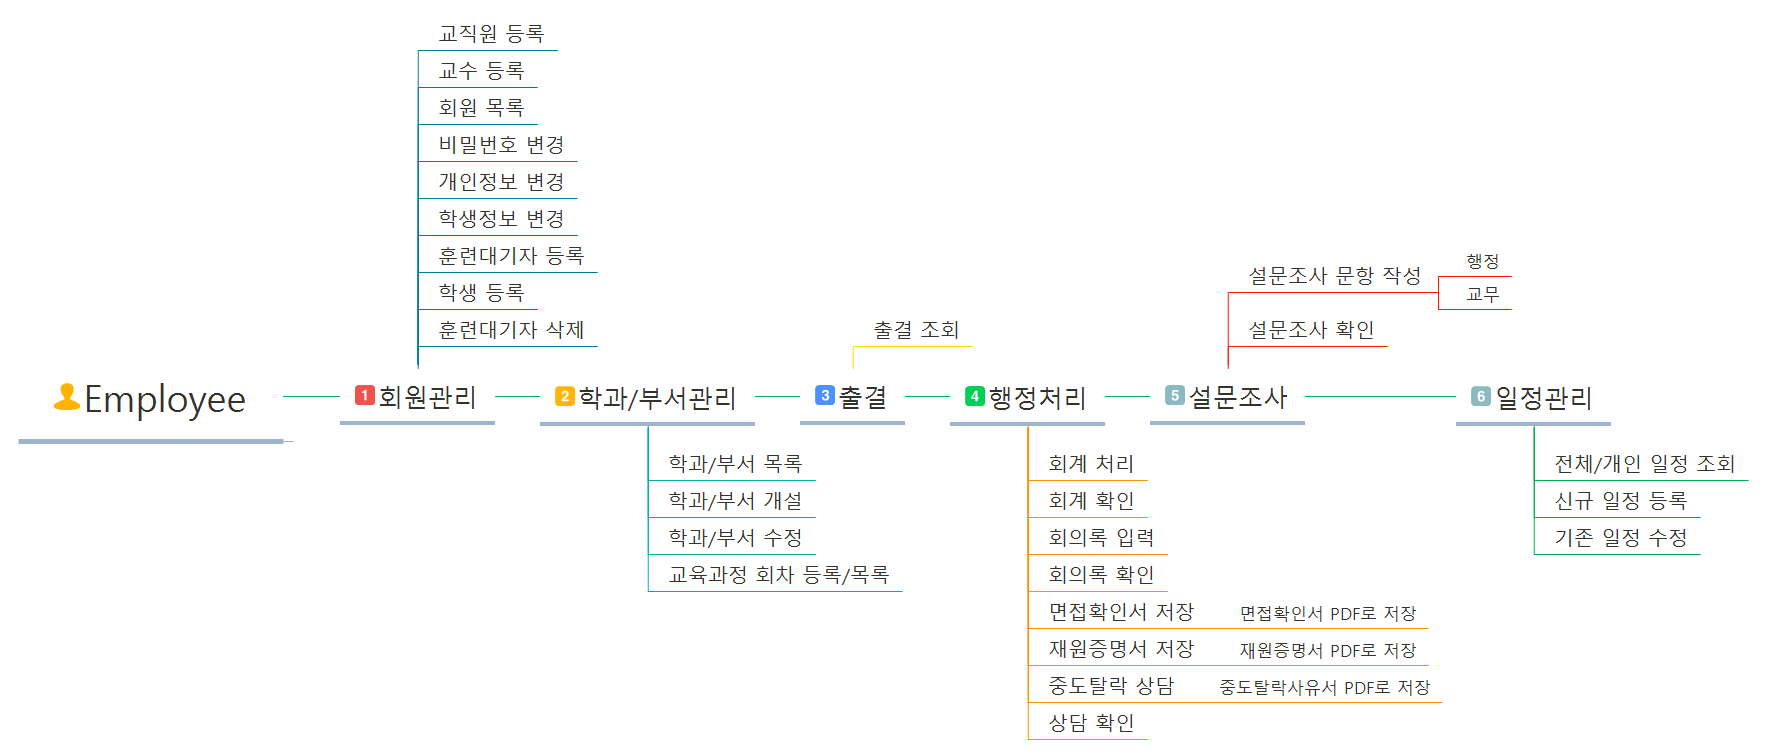 교직원 등록
교수 등록
회원 목록
비밀번호 변경
개인정보 변경
학생정보 변경
훈련대기자 등록
학생 등록
훈련대기자 삭제
출결 조회
설문조사 문항 작성
행정
교무
설문조사 확인
Employee
1 회원관리
2 학과/부서관리
3 출결
4 행정처리
5 설문조사
6 일정관리
학과/부서 목록
학과/부서 개설
학과/부서 수정
교육과정 회차 등록/목록
회계 처리
회계 확인
회의록 입력
회의록 확인
면접확인서 저장 면접확인서 PDF로 저장
재원증명서 저장 재원증명서 PDF로 저장
중도탈락 상담 중도탈락사유서 PDF로 저장
상담 확인
전체/개인 일정 조회
신규 일정 등록
기존 일정 수정